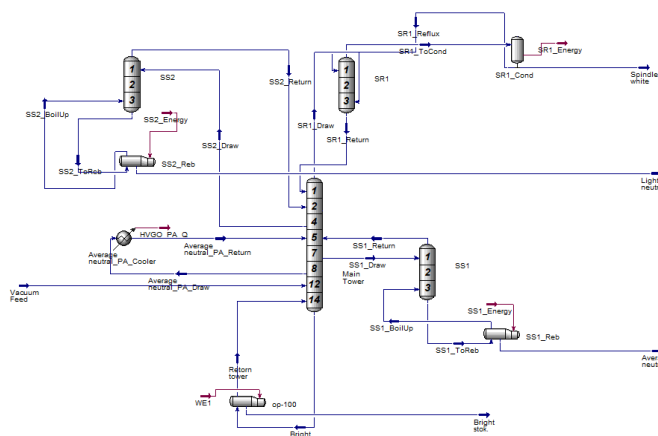 SR1_Reflux
SR1_ToCond
SR1_Energy
SR1_Cond
Spindle
white
1
2
3
SS2
SS2_Return
SS2_BoilUp
SS2_Energy
SS2_Draw
SS2_ToReb
SS2_Reb
1
2
3
SR1
SR1_Draw
SR1_Return
Light
neutr
1
2
4
5
7
8
12
14
Main
Tower
HVGO_PA_Q
Average
neutral_PA_Cooler
Average
neutral_PA_Return
Average
neutral_PA_Draw
Vacuum
Feed
SS1_Return
SS1_Draw
1
2
3
SS1
SS1_Energy
SS1_BoilUp
SS1_ToReb
SS1_Reb
Avera
neutr
Retorn
tower
WE1
op-100
Bright
Bright
stok.